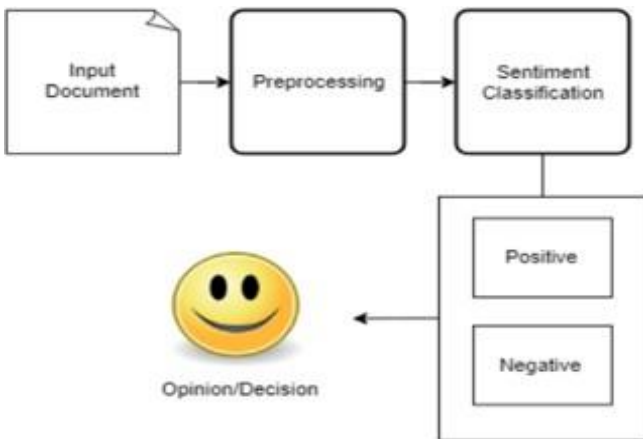 Input
Document
Preprocessing
Sentiment
Classification
Positive
Negative
Opinion/Decision